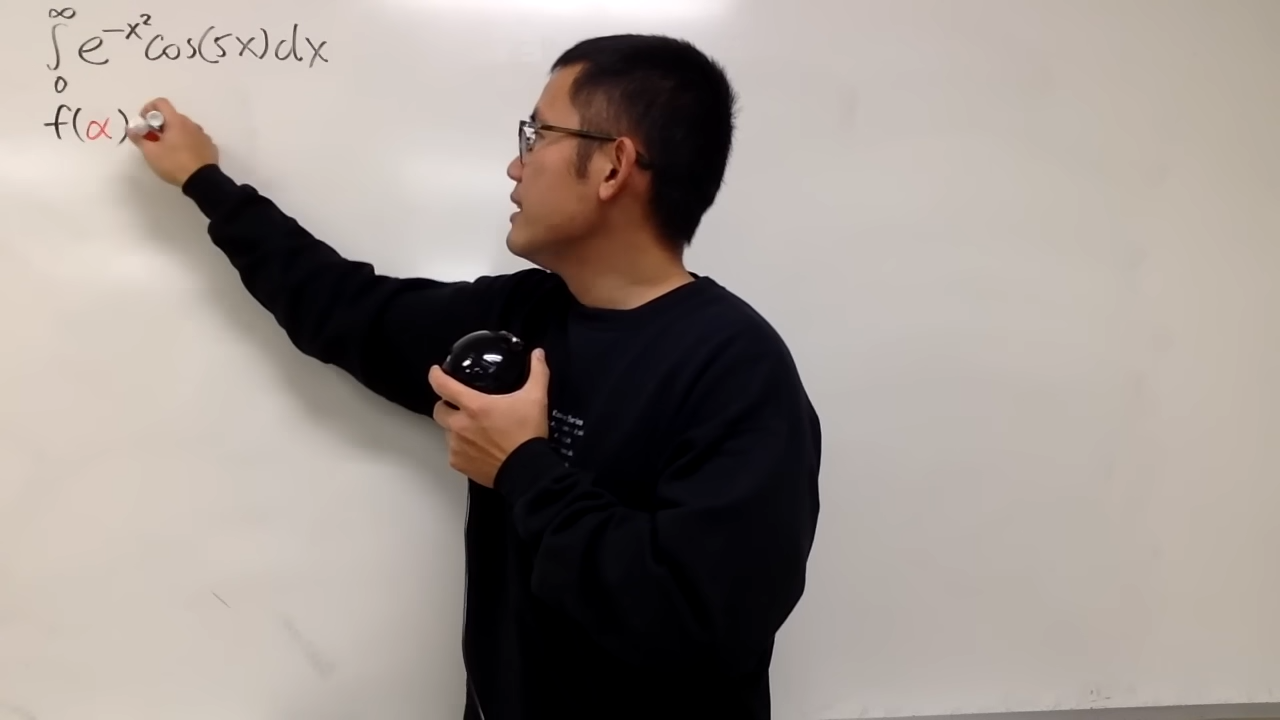 ∞
∫ e^{-x²} cos(5x) dx
0
f(α)